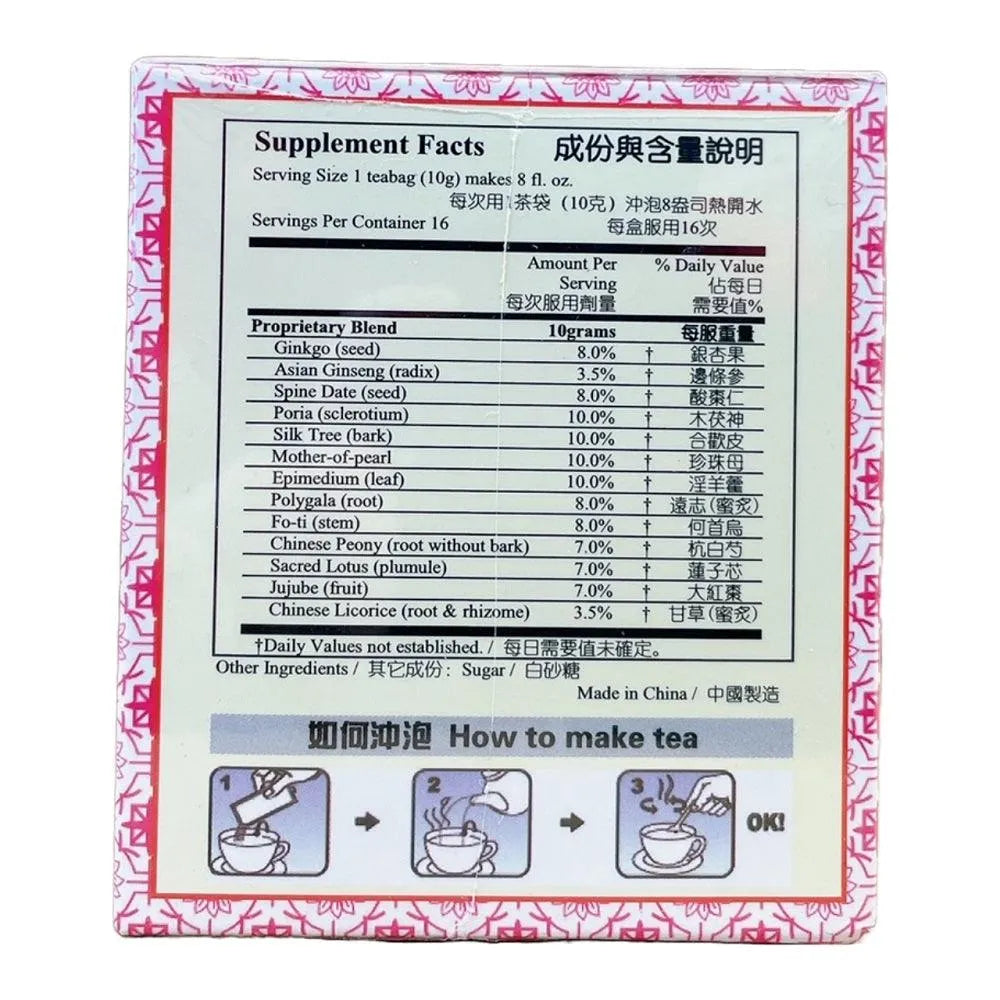 Supplement Facts 成份與含量說明
Serving Size 1 teabag (10g) makes 8 fl. oz.
每次用1茶袋 (10克) 沖泡8盎司熱開水
Servings Per Container 16 每盒服用16次
Amount Per Serving % Daily Value
每次服用劑量 佔每日需要值%
Proprietary Blend 10grams 每服重量
Ginkgo (seed) 8.0% † 銀杏果
Asian Ginseng (radix) 3.5% † 邊條參
Spine Date (seed) 8.0% † 酸棗仁
Poria (sclerotium) 10.0% † 木茯神
Silk Tree (bark) 10.0% † 合歡皮
Mother-of-pearl 10.0% † 珍珠母
Epimedium (leaf) 10.0% † 淫羊藿
Polygala (root) 8.0% † 遠志(蜜炙)
Fo-ti (stem) 8.0% † 何首烏
Chinese Peony (root without bark) 7.0% † 杭白芍
Sacred Lotus (plumule) 7.0% † 蓮子芯
Jujube (fruit) 7.0% † 大紅棗
Chinese Licorice (root & rhizome) 3.5% † 甘草(蜜炙)
†Daily Values not established. / 每日需要值未確定。
Other Ingredients / 其它成份: Sugar / 白砂糖
Made in China / 中國製造
如何沖泡 How to make tea
1 2 3 OK!